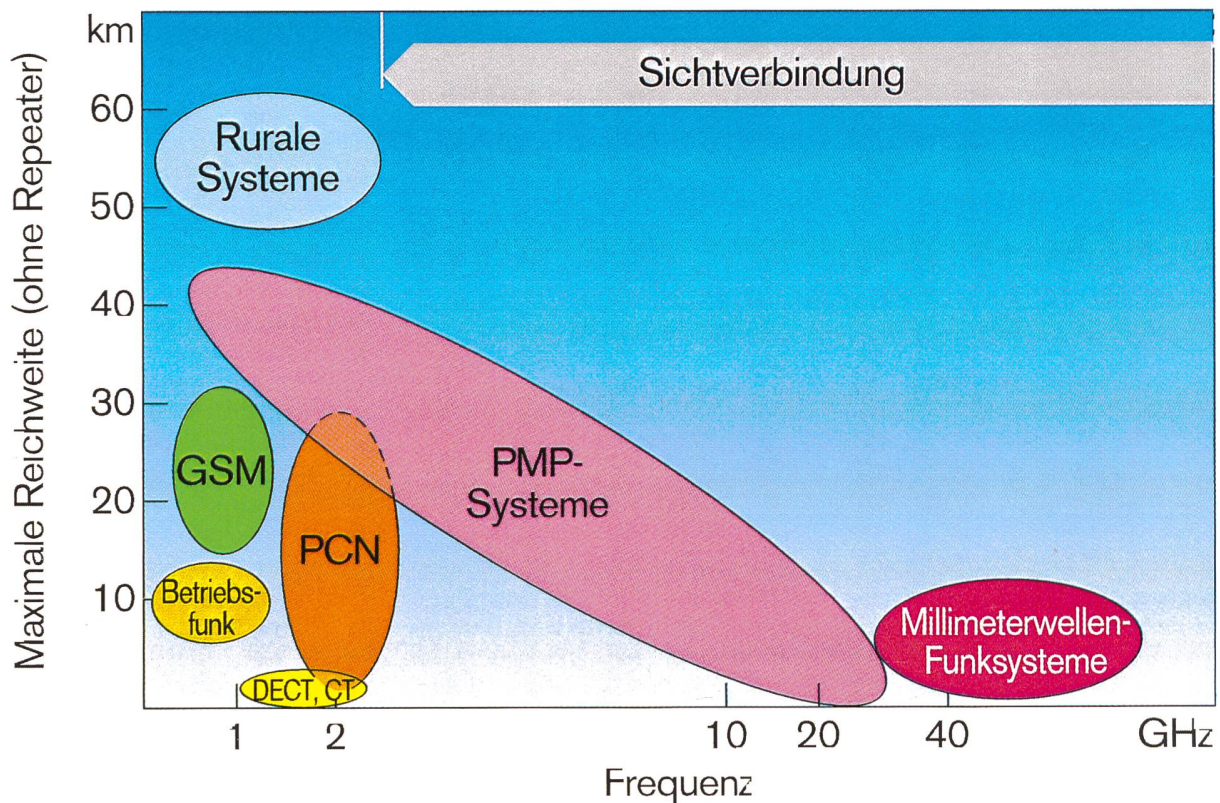 km
Sichtverbindung
60
Rurale
Systeme
50
40
30
GSM
20
PCN
PMP-
Systeme
Betriebs-
funk
10
Millimeterwellen-
Funksysteme
DECT, CT
1
2
10
20
40
GHz
Frequenz
Maximale Reichweite (ohne Repeater)